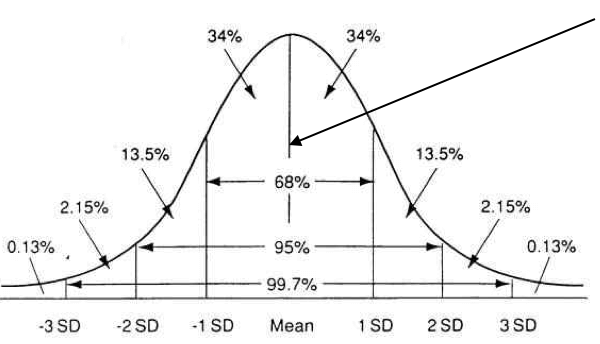 34% 34%
13.5% 13.5%
68%
2.15% 2.15%
0.13% 95% 0.13%
99.7%
-3 SD -2 SD -1 SD Mean 1 SD 2 SD 3 SD